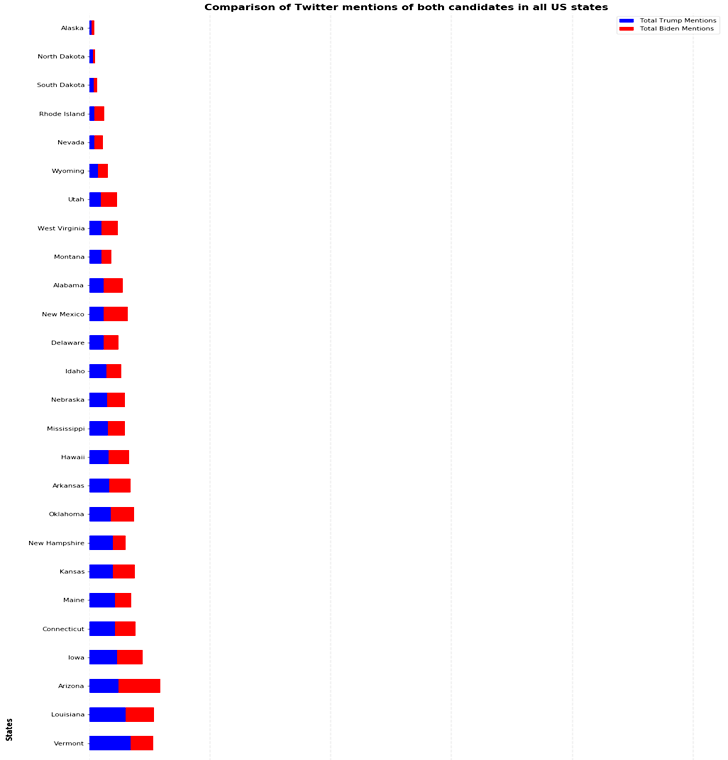 Comparison of Twitter mentions of both candidates in all US states
Total Trump Mentions
Total Biden Mentions
Alaska
North Dakota
South Dakota
Rhode Island
Nevada
Wyoming
Utah
West Virginia
Montana
Alabama
New Mexico
Delaware
Idaho
Nebraska
Mississippi
Hawaii
Arkansas
Oklahoma
New Hampshire
Kansas
Maine
Connecticut
Iowa
Arizona
Louisiana
Vermont
States